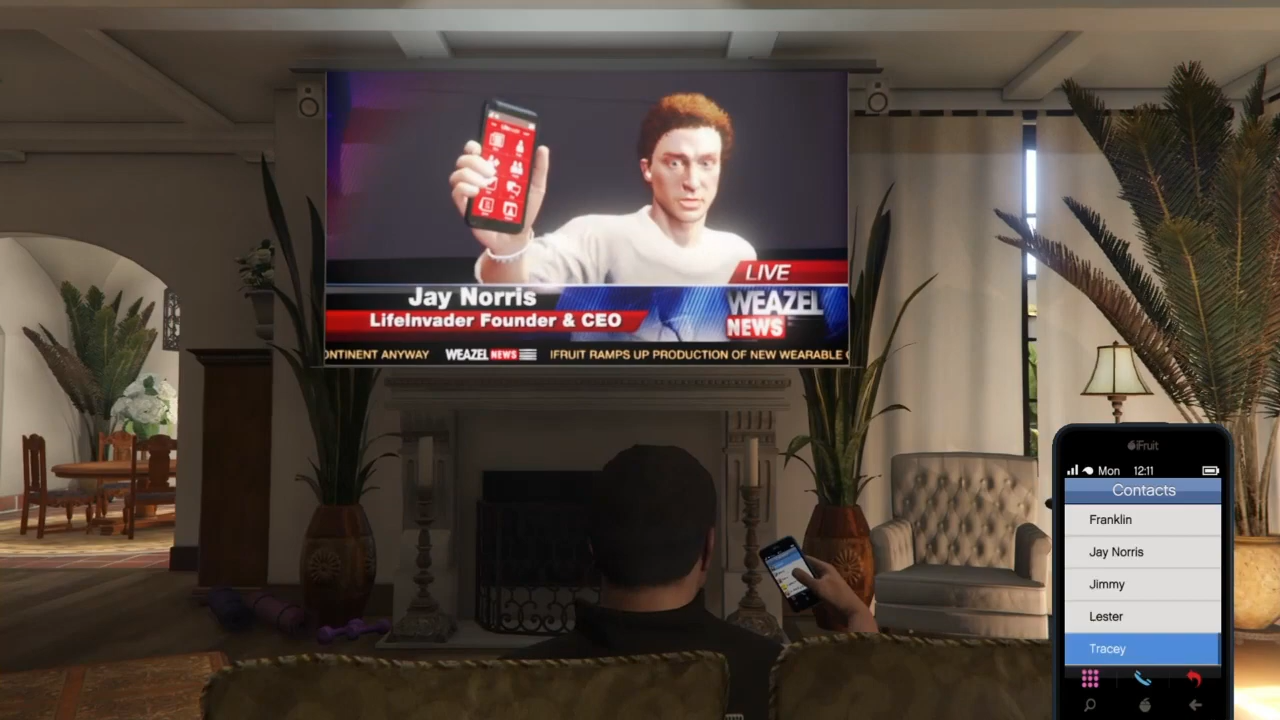 LIVE
Jay Norris
LifeInvader Founder & CEO
WEAZEL
NEWS
ONTINENT ANYWAY WEAZEL NEWS IFRUIT RAMPS UP PRODUCTION OF NEW WEARABLE
iFruit
Mon 12:11
Contacts
Franklin
Jay Norris
Jimmy
Lester
Tracey